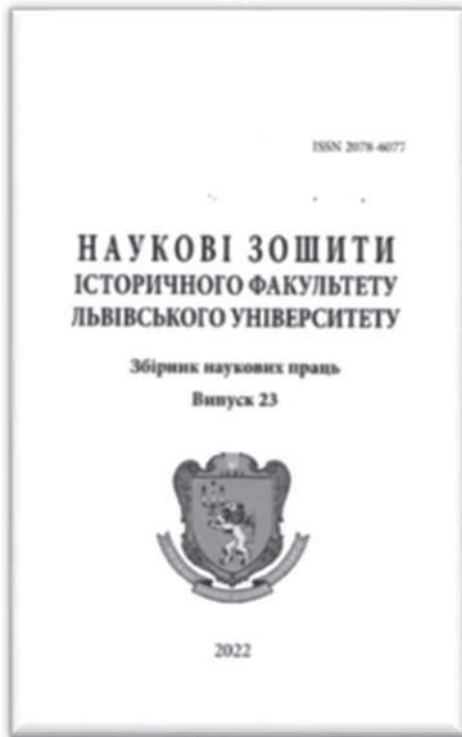 ISSN 2078-6077
НАУКОВІ ЗОШИТИ
ІСТОРИЧНОГО ФАКУЛЬТЕТУ
ЛЬВІВСЬКОГО УНІВЕРСИТЕТУ
Збірник наукових праць
Випуск 23
2022